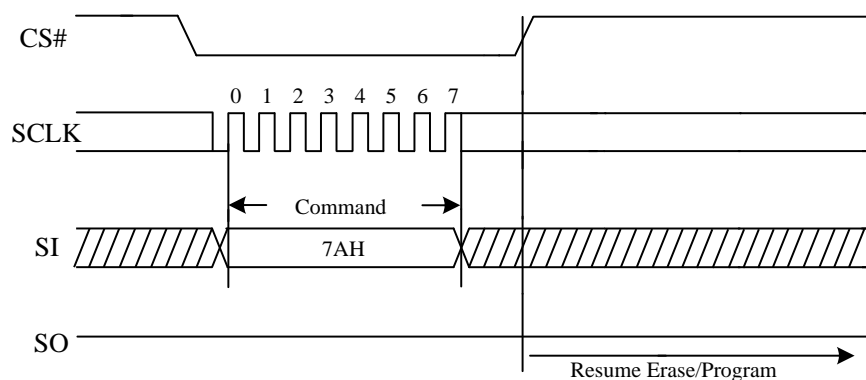 CS#
0 1 2 3 4 5 6 7
SCLK
Command
SI
7AH
SO
Resume Erase/Program